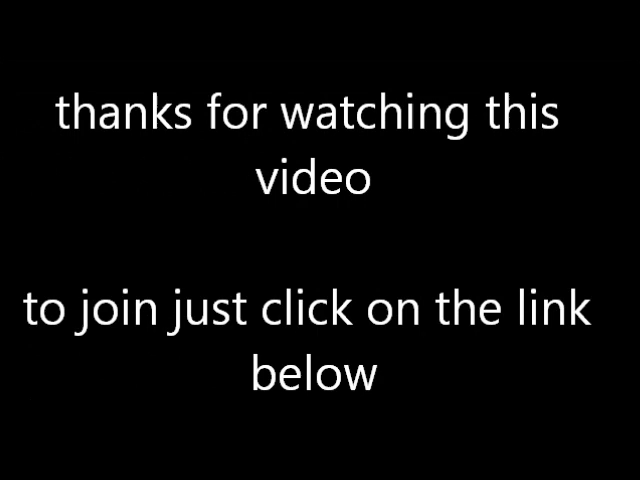 thanks for watching this
video
to join just click on the link
below